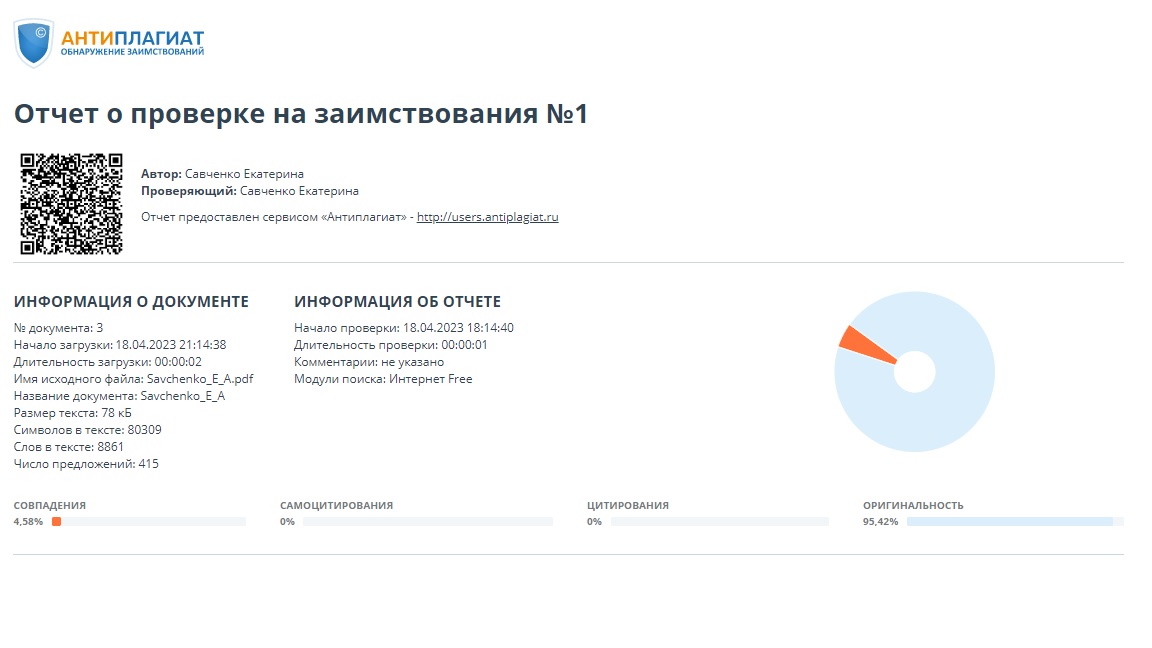 ©
АНТИПЛАГИАТ
ОБНАРУЖЕНИЕ ЗАИМСТВОВАНИЙ
Отчет о проверке на заимствования №1
Автор: Савченко Екатерина
Проверяющий: Савченко Екатерина
Отчет предоставлен сервисом «Антиплагиат» - http://users.antiplagiat.ru
ИНФОРМАЦИЯ О ДОКУМЕНТЕ
№ документа: 3
Начало загрузки: 18.04.2023 21:14:38
Длительность загрузки: 00:00:02
Имя исходного файла: Savchenko_E_A.pdf
Название документа: Savchenko_E_A
Размер текста: 78 кБ
Символов в тексте: 80309
Слов в тексте: 8861
Число предложений: 415
ИНФОРМАЦИЯ ОБ ОТЧЕТЕ
Начало проверки: 18.04.2023 18:14:40
Длительность проверки: 00:00:01
Комментарии: не указано
Модули поиска: Интернет Free
СОВПАДЕНИЯ
4,58%
САМОЦИТИРОВАНИЯ
0%
ЦИТИРОВАНИЯ
0%
ОРИГИНАЛЬНОСТЬ
95,42%